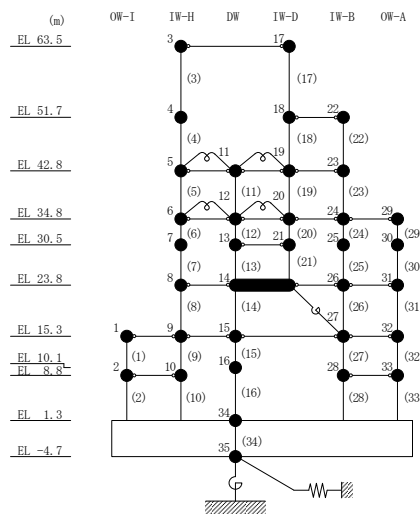 (m) OW-I IW-H DW IW-D IW-B OW-A
EL 63.5 3 17
(3) (17)
EL 51.7 4 18 22
(4) (18) (22)
11 19
EL 42.8 5 23
(5) (11) (19) (23)
12 20
EL 34.8 6 24 29
(6) (12) (20) (24) (29)
EL 30.5 7 13 21 25 30
(7) (13) (21) (25) (30)
EL 23.8 8 14 26 31
(8) (14) (26) (31)
27
EL 15.3 1 9 15 32
(1) (9) (15) (27) (32)
EL 10.1 16
EL 8.8 2 10 28 33
(2) (10) (16) (28) (33)
EL 1.3 34
(34)
EL -4.7 35